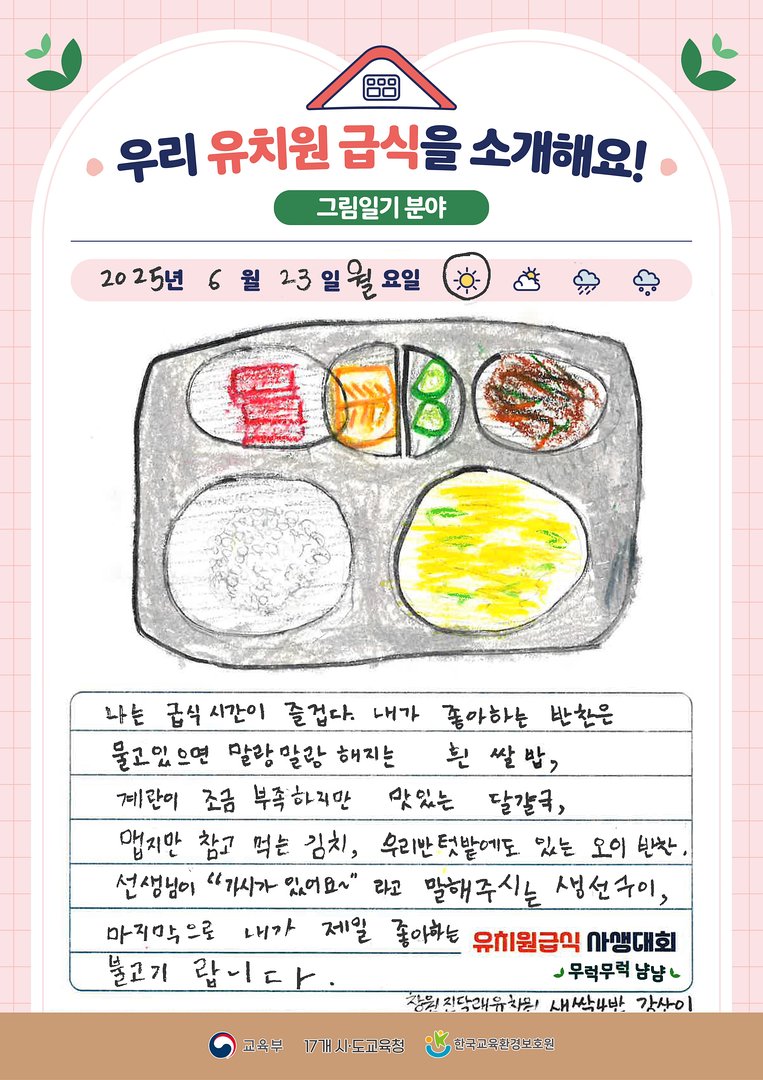 우리 유치원 급식을 소개해요!
그림일기 분야
2025년 6월 23일 월요일
나는 급식 시간이 즐겁다. 내가 좋아하는 반찬은
물고있으면 말랑말랑 해지는 흰 쌀 밥,
계란이 조금 부족하지만 맛있는 달걀국,
맵지만 참고 먹는 김치, 우리반 텃밭에도 있는 오이 반찬.
선생님이 “가시가 있어요~" 라고 말해주시는 생선구이,
마지막으로 내가 제일 좋아하는
불고기 랍니다.
유치원급식 사생대회
무럭무럭 냠냠
창원진달래유치원 새싹4반 강산이
교육부 17개 시·도교육청 한국교육환경보호원